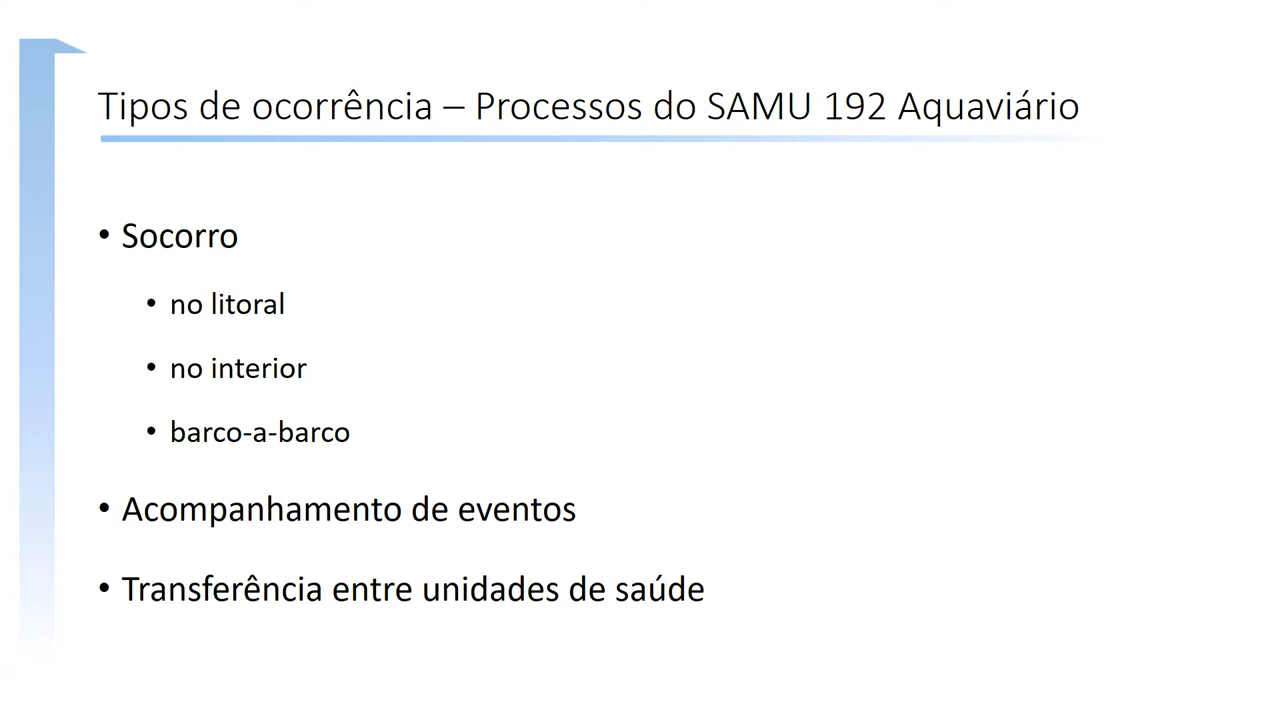 Tipos de ocorrência – Processos do SAMU 192 Aquaviário
• Socorro
• no litoral
• no interior
• barco-a-barco
• Acompanhamento de eventos
• Transferência entre unidades de saúde